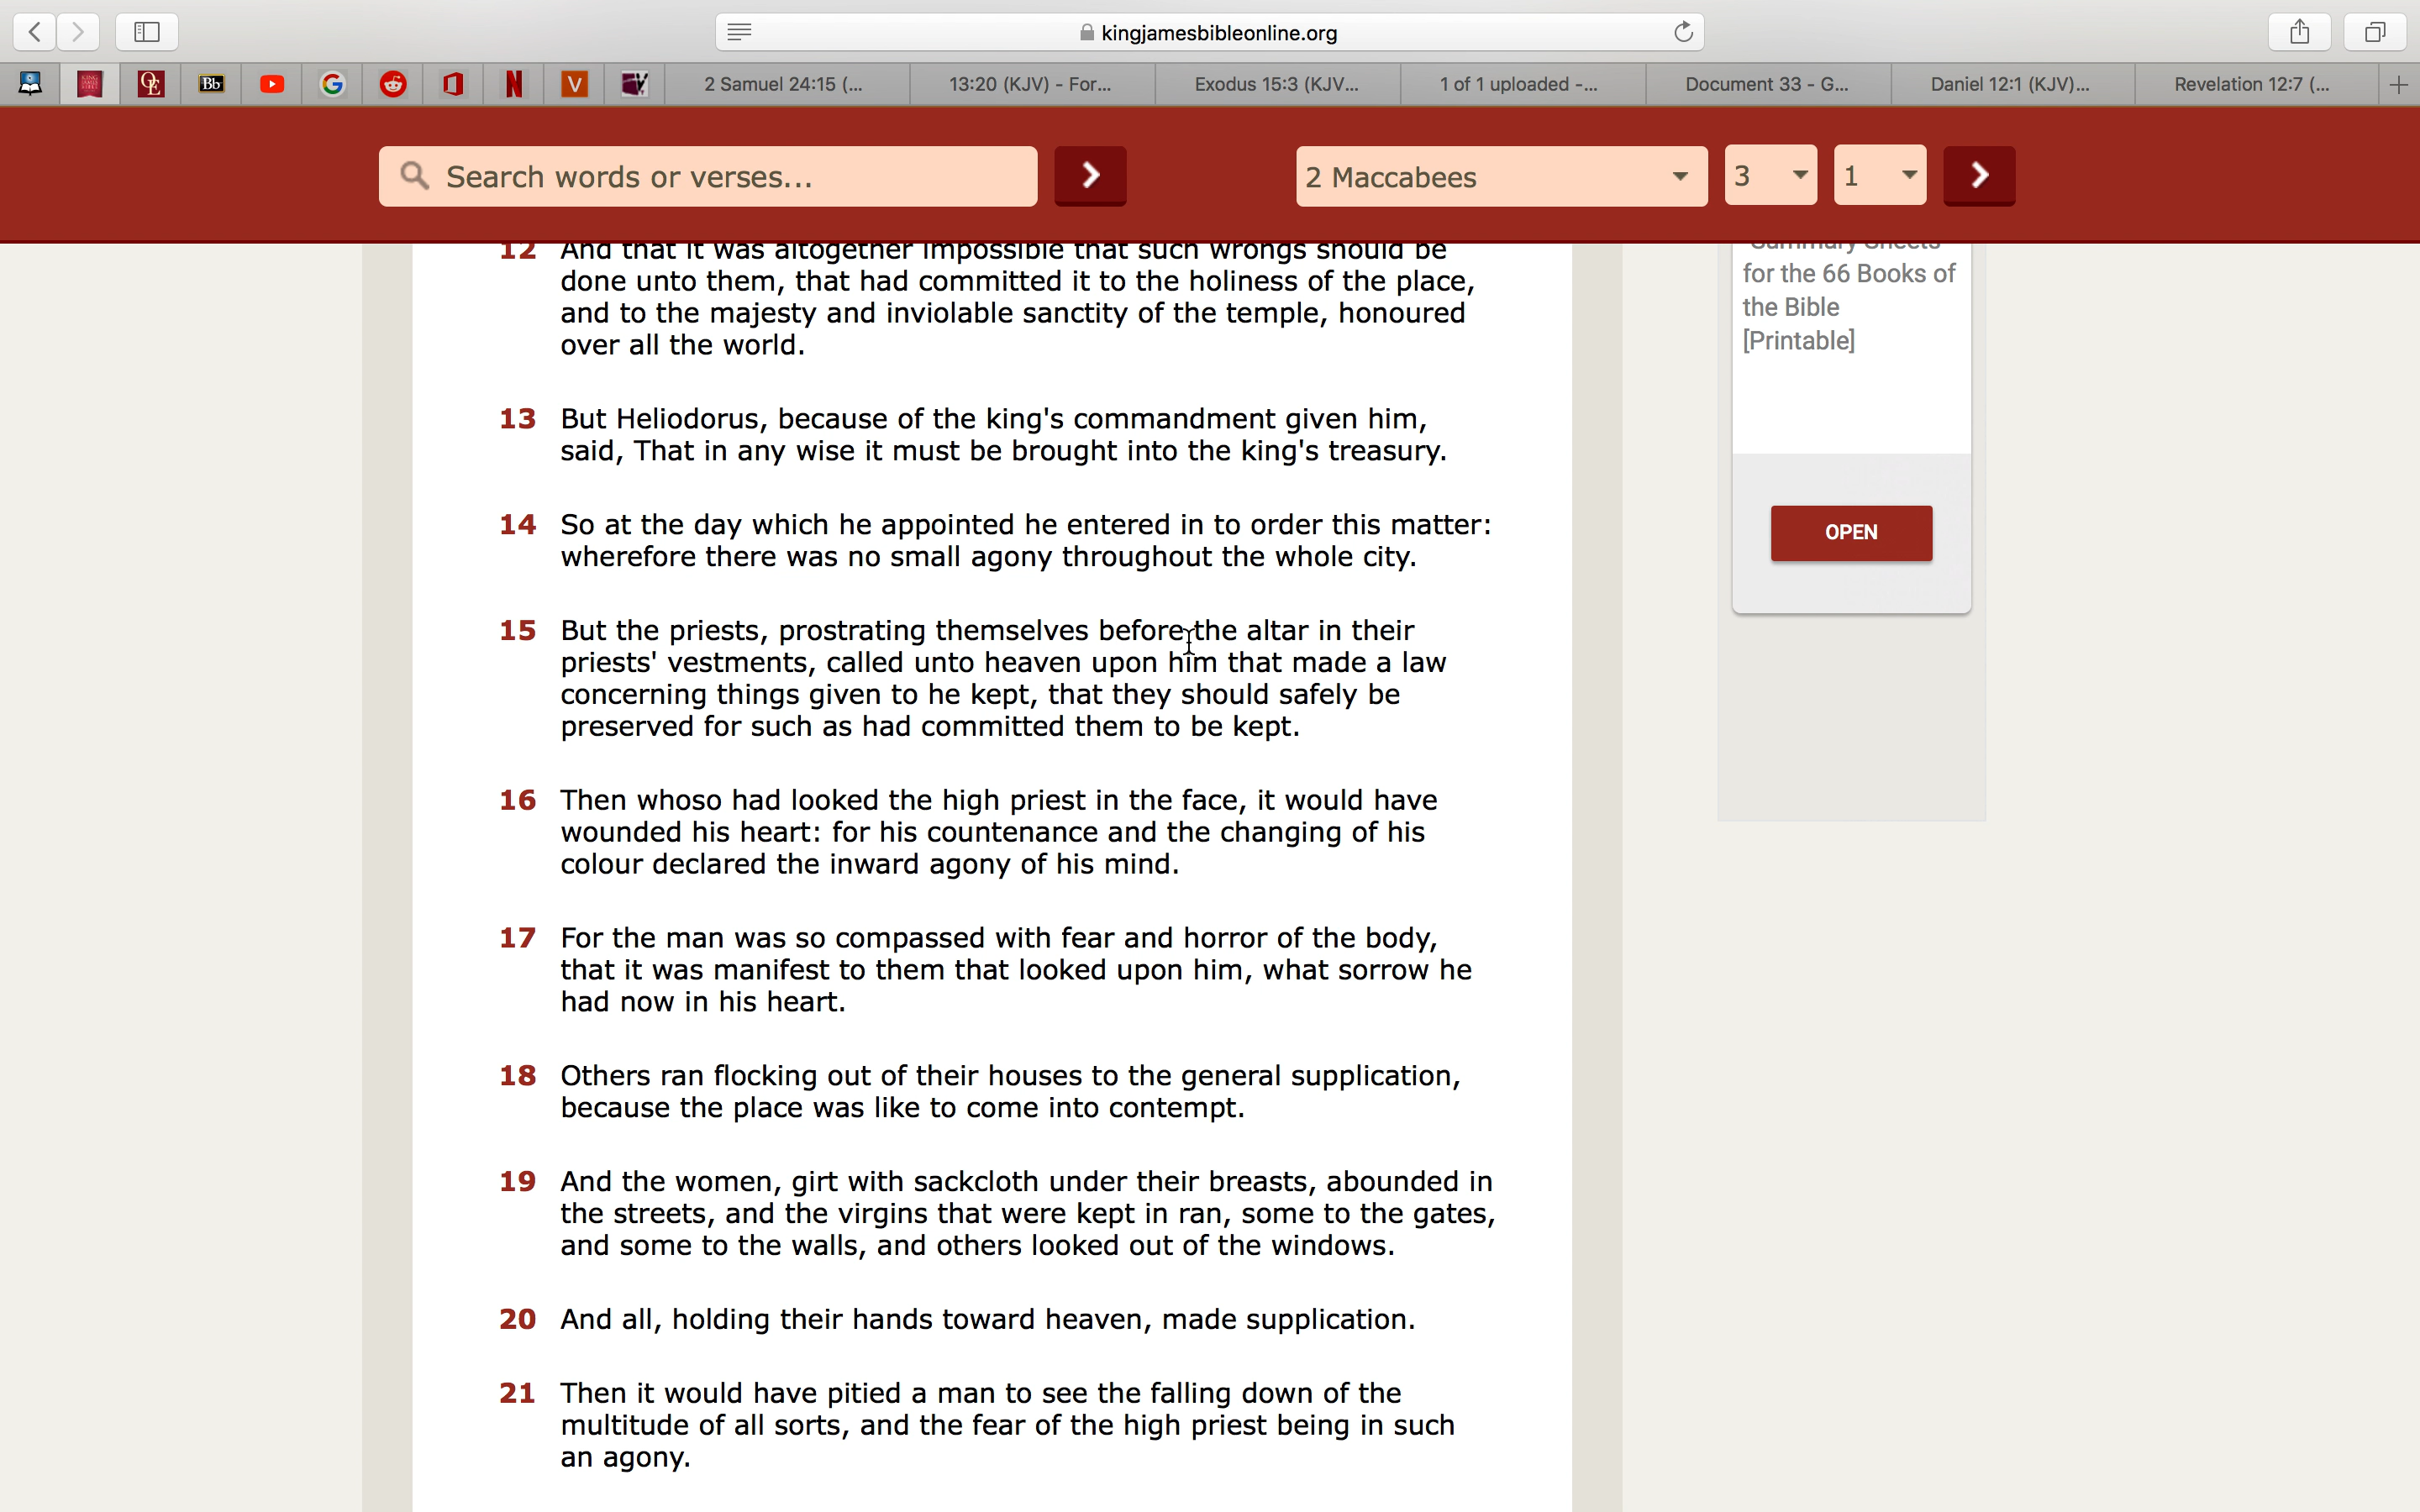 kingjamesbibleonline.org
Bb
G
N
V
2 Samuel 24:15 (...
13:20 (KJV) - For...
Exodus 15:3 (KJV...
1 of 1 uploaded -...
Document 33 - G...
Daniel 12:1 (KJV)...
Revelation 12:7 (...
Search words or verses...
2 Maccabees
3
1
12 And that it was altogether impossible that such wrongs should be
done unto them, that had committed it to the holiness of the place,
and to the majesty and inviolable sanctity of the temple, honoured
over all the world.
13 But Heliodorus, because of the king's commandment given him,
said, That in any wise it must be brought into the king's treasury.
14 So at the day which he appointed he entered in to order this matter:
wherefore there was no small agony throughout the whole city.
15 But the priests, prostrating themselves before the altar in their
priests' vestments, called unto heaven upon him that made a law
concerning things given to he kept, that they should safely be
preserved for such as had committed them to be kept.
16 Then whoso had looked the high priest in the face, it would have
wounded his heart: for his countenance and the changing of his
colour declared the inward agony of his mind.
17 For the man was so compassed with fear and horror of the body,
that it was manifest to them that looked upon him, what sorrow he
had now in his heart.
18 Others ran flocking out of their houses to the general supplication,
because the place was like to come into contempt.
19 And the women, girt with sackcloth under their breasts, abounded in
the streets, and the virgins that were kept in ran, some to the gates,
and some to the walls, and others looked out of the windows.
20 And all, holding their hands toward heaven, made supplication.
21 Then it would have pitied a man to see the falling down of the
multitude of all sorts, and the fear of the high priest being in such
an agony.
Summary Sheets
for the 66 Books of
the Bible
[Printable]
OPEN